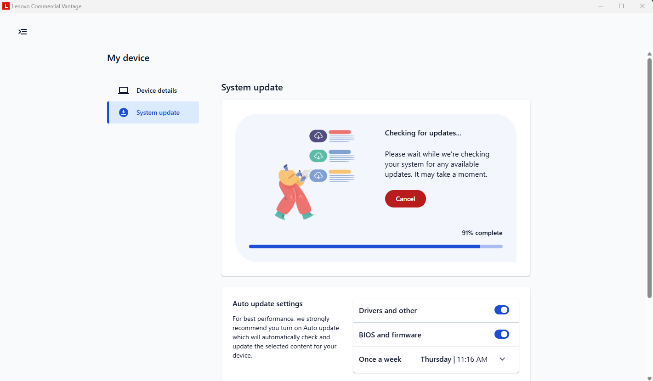 L Lenovo Commercial Vantage
My device
Device details
System update
System update
Checking for updates...
Please wait while we're checking
your system for any available
updates. It may take a moment.
Cancel
91% complete
Auto update settings
For best performance, we strongly
recommend you turn on Auto update
which will automatically check and
update the selected content for your
device.
Drivers and other
BIOS and firmware
Once a week Thursday | 11:16 AM